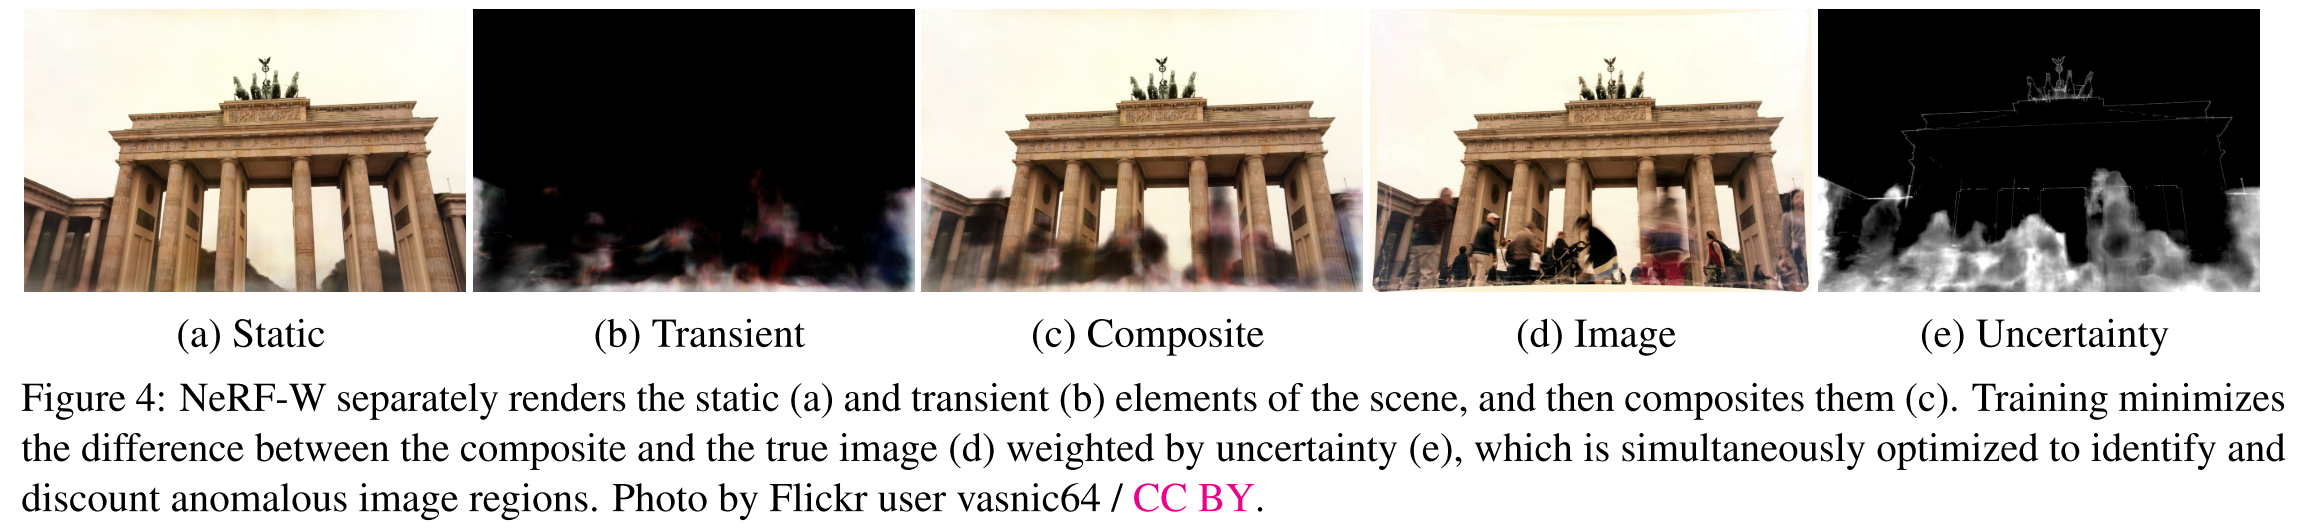 (a) Static (b) Transient (c) Composite (d) Image (e) Uncertainty
Figure 4: NeRF-W separately renders the static (a) and transient (b) elements of the scene, and then composites them (c). Training minimizes
the difference between the composite and the true image (d) weighted by uncertainty (e), which is simultaneously optimized to identify and
discount anomalous image regions. Photo by Flickr user vasnic64 / CC BY.